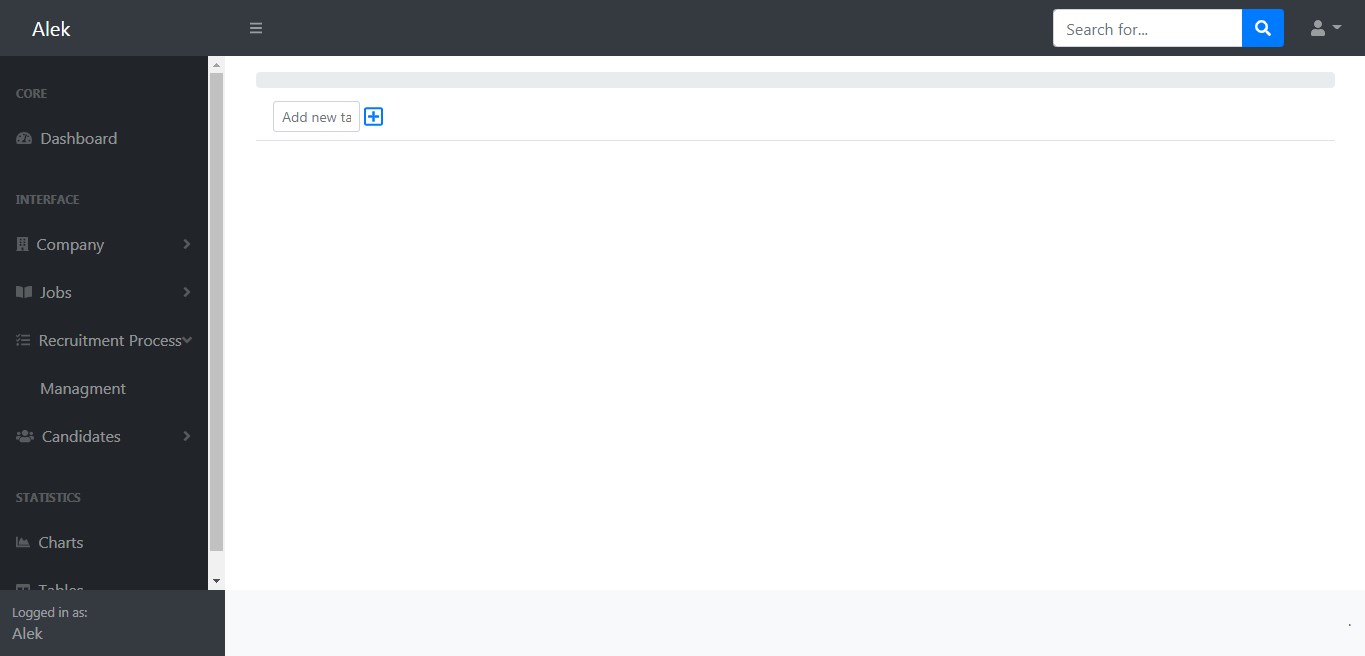 Alek
Search for...
CORE
Dashboard
INTERFACE
Company
Jobs
Recruitment Process
Managment
Candidates
STATISTICS
Charts
Tables
Logged in as:
Alek
Add new ta
.